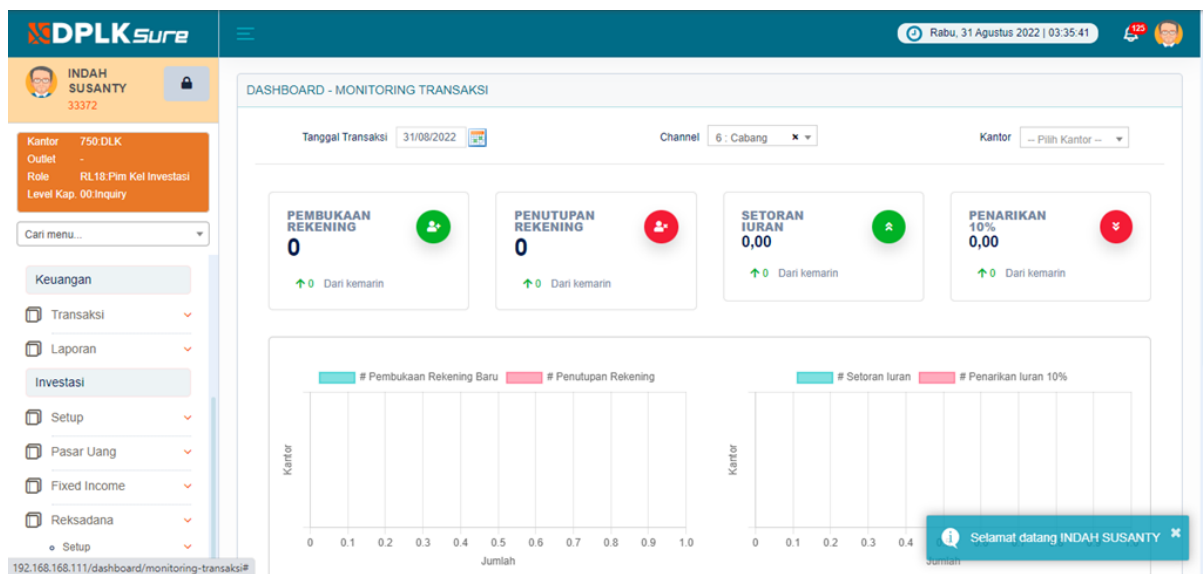 DPLKSure
Rabu, 31 Agustus 2022 | 03:35:41
125
INDAH
SUSANTY
33372
Kantor 750:DLK
Outlet -
Role RL18:Pim Kel Investasi
Level Kap. 00:Inquiry
Cari menu...
Keuangan
Transaksi
Laporan
Investasi
Setup
Pasar Uang
Fixed Income
Reksadana
Setup
192.168.168.111/dashboard/monitoring-transaksi#
DASHBOARD - MONITORING TRANSAKSI
Tanggal Transaksi 31/08/2022
Channel 6 : Cabang
Kantor -- Pilih Kantor --
PEMBUKAAN
REKENING
0
0 Dari kemarin
PENUTUPAN
REKENING
0
0 Dari kemarin
SETORAN
IURAN
0,00
0 Dari kemarin
PENARIKAN
10%
0,00
0 Dari kemarin
# Pembukaan Rekening Baru # Penutupan Rekening
Kantor
0 0.1 0.2 0.3 0.4 0.5 0.6 0.7 0.8 0.9 1.0
Jumlah
# Setoran Iuran # Penarikan Iuran 10%
Kantor
0 0.1 0.2 0.3 0.4
Jumlah
Selamat datang INDAH SUSANTY